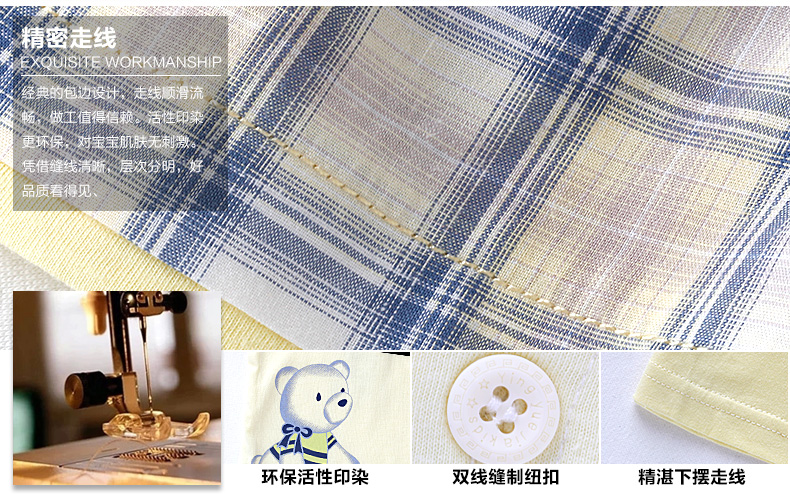 精密走线
EXQUISITE WORKMANSHIP
经典的包边设计，走线顺滑流
畅，做工值得信赖。活性印染
更环保，对宝宝肌肤无刺激。
凭借缝线清晰，层次分明，好
品质看得见、
环保活性印染
双线缝制纽扣
精湛下摆走线